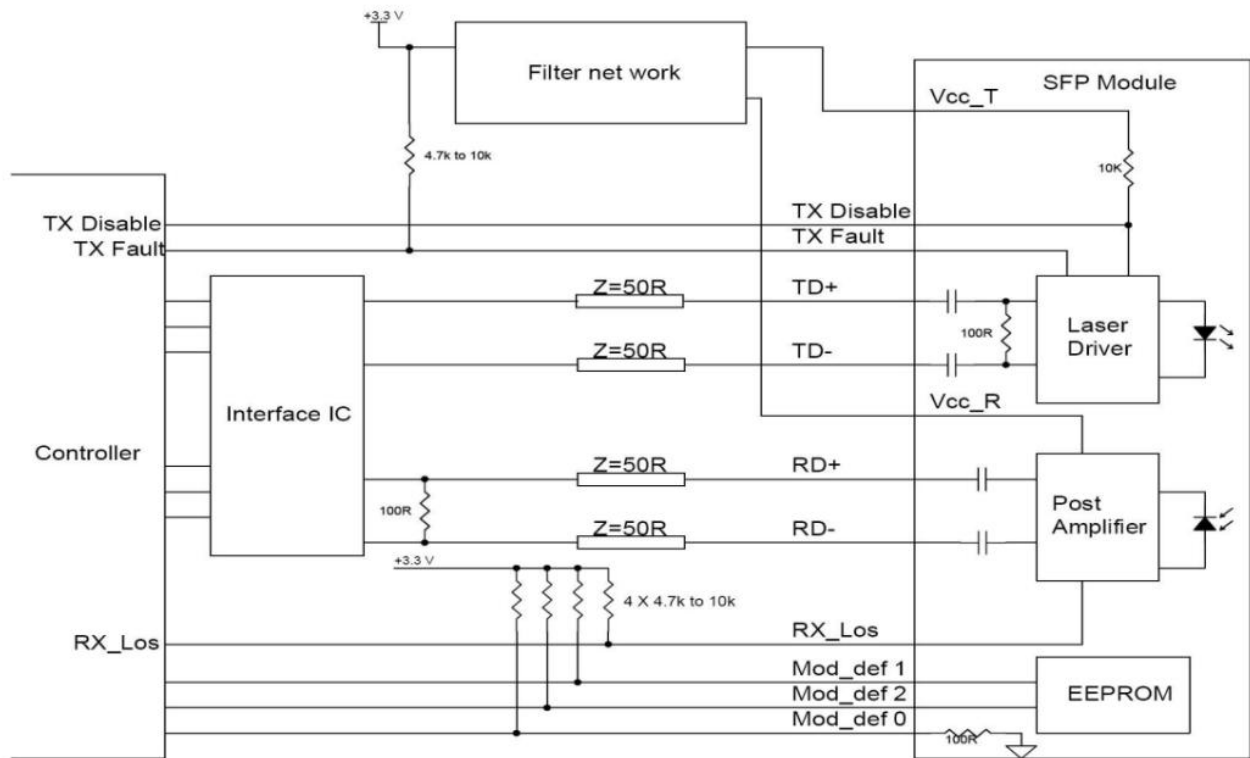 +3.3 V
Filter net work
SFP Module
Vcc_T
4.7k to 10k
10K
TX Disable
TX Disable
TX Fault
TX Fault
Z=50R
TD+
100R
Laser
Driver
Z=50R
TD-
Interface IC
Vcc_R
Controller
Z=50R
RD+
100R
Post
Amplifier
Z=50R
RD-
+3.3 V
4 X 4.7k to 10k
RX_Los
RX_Los
Mod_def 1
Mod_def 2
EEPROM
Mod_def 0
100R